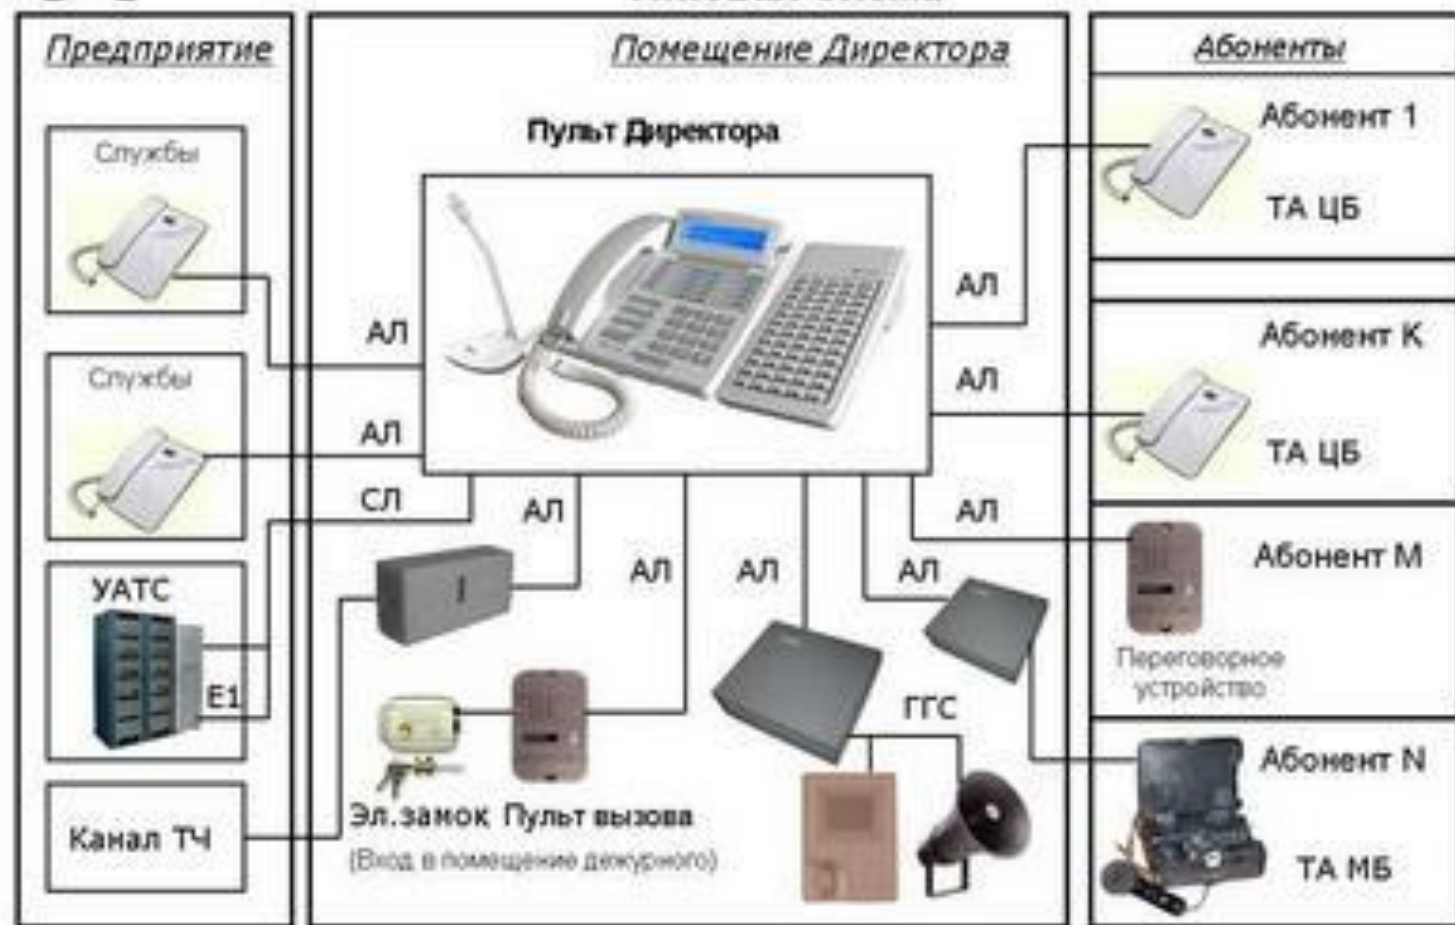 Предприятие
Помещение Директора
Абоненты
Пульт Директора
Службы
Абонент 1
ТА ЦБ
АЛ
АЛ
Службы
Абонент К
АЛ
АЛ
ТА ЦБ
СЛ
АЛ
АЛ
АЛ
АЛ
АЛ
Абонент М
УАТС
Переговорное
устройство
Е1
ГГС
Абонент N
Эл.замок Пульт вызова
(Вход в помещение дежурного)
Канал ТЧ
ТА МБ